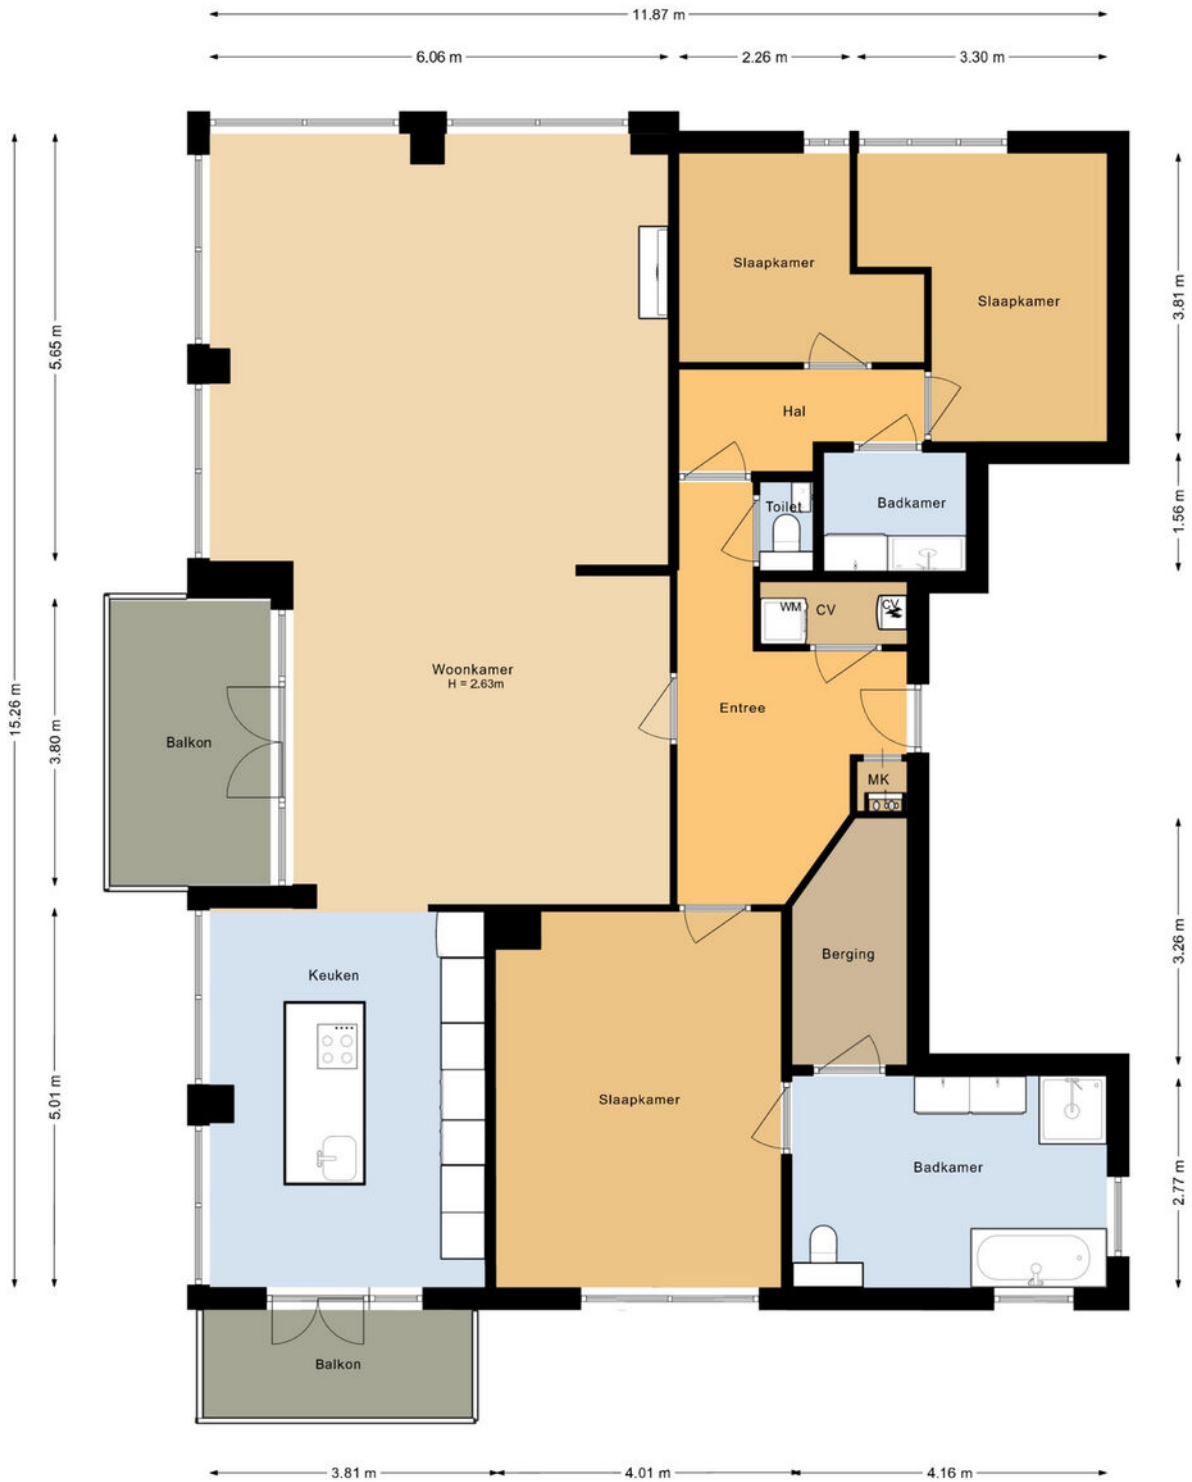 11.87 m
6.06 m
2.26 m
3.30 m
Slaapkamer
Slaapkamer
3.81 m
5.65 m
Hal
Toilet
Badkamer
1.56 m
WM
CV
CV
Woonkamer
H = 2.63m
15.26 m
3.80 m
Balkon
Entree
MK
Keuken
Berging
3.26 m
5.01 m
Slaapkamer
Badkamer
2.77 m
Balkon
3.81 m
4.01 m
4.16 m